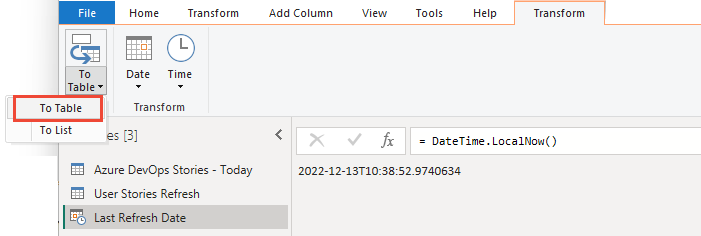 File Home Transform Add Column View Tools Help Transform
To Table Date Time
Transform
To Table
To List
es [3]
fx = DateTime.LocalNow()
Azure DevOps Stories - Today 2022-12-13T10:38:52.9740634
User Stories Refresh
Last Refresh Date